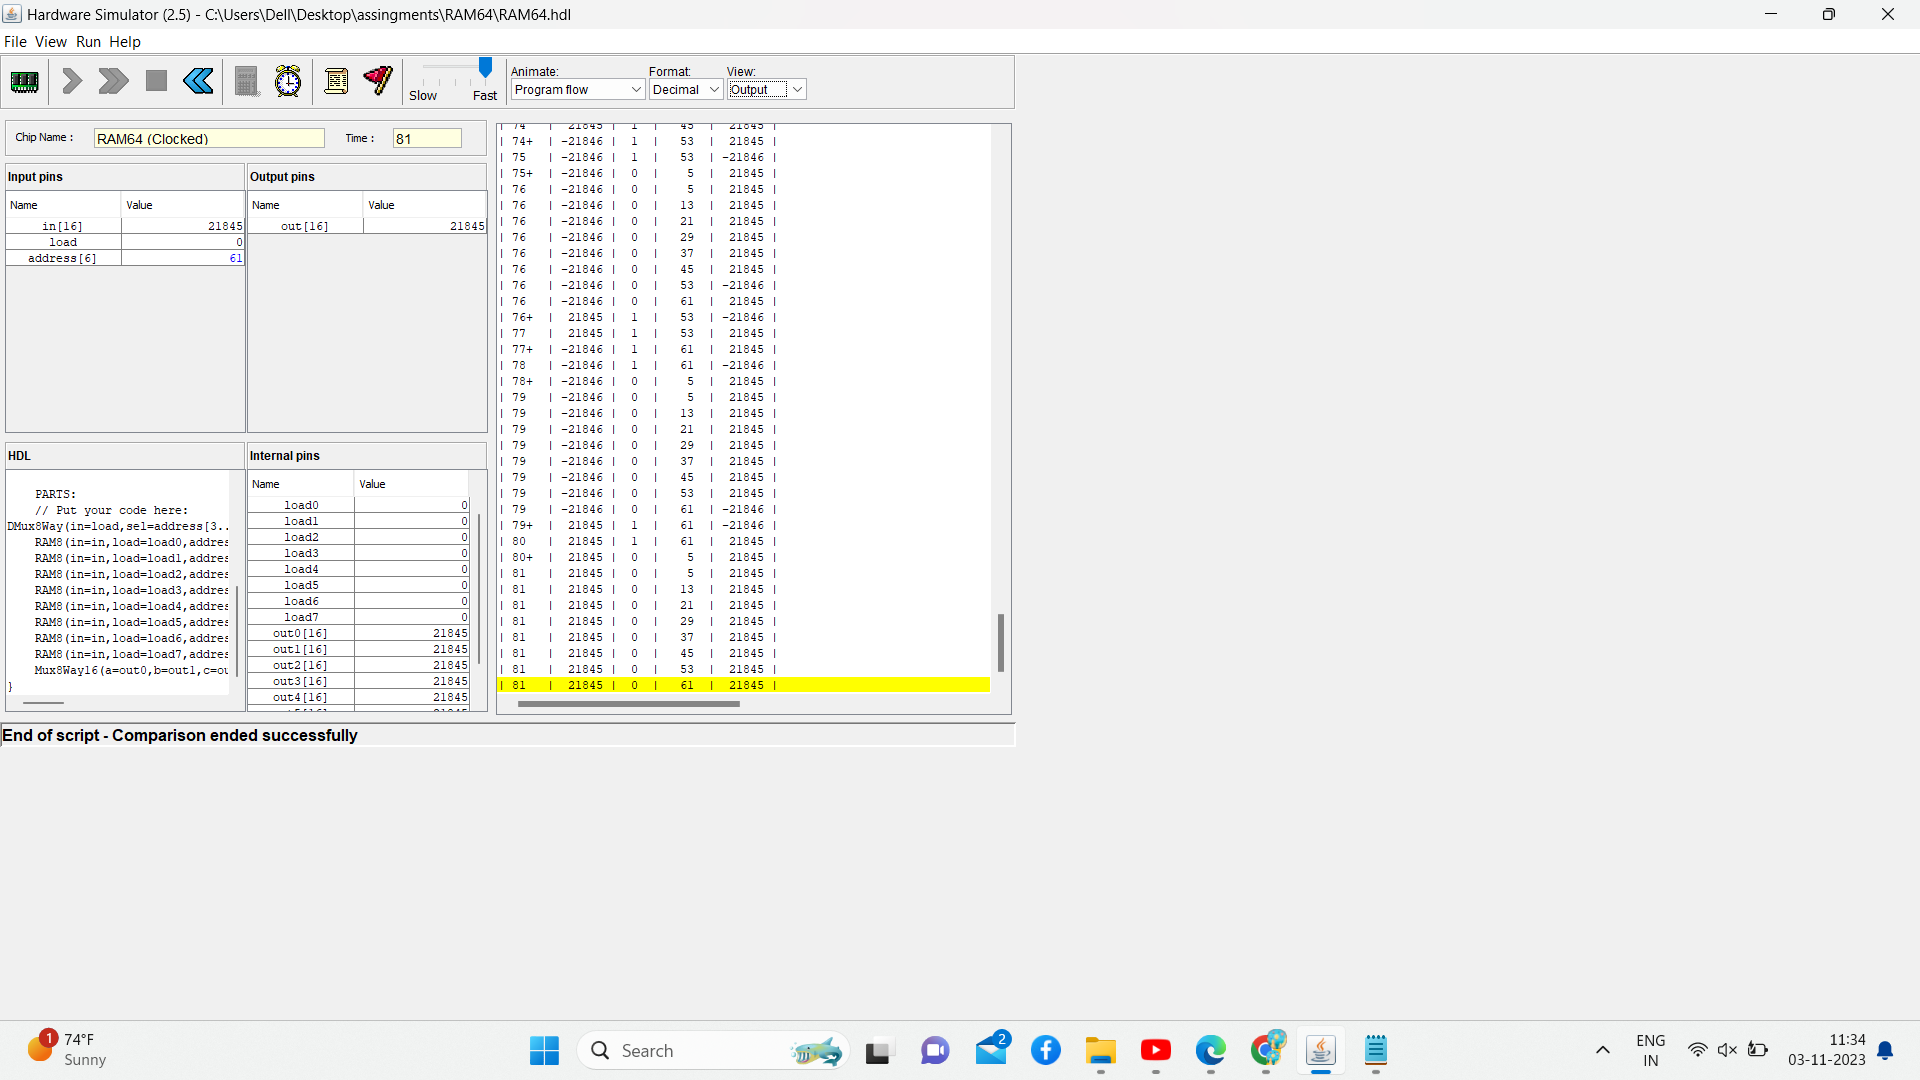 Hardware Simulator (2.5) - C:\Users\Dell\Desktop\assingments\RAM64\RAM64.hdl
File View Run Help
Slow Fast
Animate: Format: View:
Program flow Decimal Output
Chip Name : RAM64 (Clocked) Time : 81
Input pins
Name Value
in[16] 21845
load 0
address[6] 61
Output pins
Name Value
out[16] 21845
HDL
PARTS:
// Put your code here:
DMux8Way(in=load,sel=address[3..
RAM8(in=in,load=load0,addres
RAM8(in=in,load=load1,addres
RAM8(in=in,load=load2,addres
RAM8(in=in,load=load3,addres
RAM8(in=in,load=load4,addres
RAM8(in=in,load=load5,addres
RAM8(in=in,load=load6,addres
RAM8(in=in,load=load7,addres
Mux8Way16(a=out0,b=out1,c=ou
}
Internal pins
Name Value
load0 0
load1 0
load2 0
load3 0
load4 0
load5 0
load6 0
load7 0
out0[16] 21845
out1[16] 21845
out2[16] 21845
out3[16] 21845
out4[16] 21845
| 74 | 21845 | 1 | 45 | 21845 |
| 74+ | -21846 | 1 | 53 | 21845 |
| 75 | -21846 | 1 | 53 | -21846 |
| 75+ | -21846 | 0 | 5 | 21845 |
| 76 | -21846 | 0 | 5 | 21845 |
| 76 | -21846 | 0 | 13 | 21845 |
| 76 | -21846 | 0 | 21 | 21845 |
| 76 | -21846 | 0 | 29 | 21845 |
| 76 | -21846 | 0 | 37 | 21845 |
| 76 | -21846 | 0 | 45 | 21845 |
| 76 | -21846 | 0 | 53 | -21846 |
| 76 | -21846 | 0 | 61 | 21845 |
| 76+ | 21845 | 1 | 53 | -21846 |
| 77 | 21845 | 1 | 53 | 21845 |
| 77+ | -21846 | 1 | 61 | 21845 |
| 78 | -21846 | 1 | 61 | -21846 |
| 78+ | -21846 | 0 | 5 | 21845 |
| 79 | -21846 | 0 | 5 | 21845 |
| 79 | -21846 | 0 | 13 | 21845 |
| 79 | -21846 | 0 | 21 | 21845 |
| 79 | -21846 | 0 | 29 | 21845 |
| 79 | -21846 | 0 | 37 | 21845 |
| 79 | -21846 | 0 | 45 | 21845 |
| 79 | -21846 | 0 | 53 | 21845 |
| 79 | -21846 | 0 | 61 | -21846 |
| 79+ | 21845 | 1 | 61 | -21846 |
| 80 | 21845 | 1 | 61 | 21845 |
| 80+ | 21845 | 0 | 5 | 21845 |
| 81 | 21845 | 0 | 5 | 21845 |
| 81 | 21845 | 0 | 13 | 21845 |
| 81 | 21845 | 0 | 21 | 21845 |
| 81 | 21845 | 0 | 29 | 21845 |
| 81 | 21845 | 0 | 37 | 21845 |
| 81 | 21845 | 0 | 45 | 21845 |
| 81 | 21845 | 0 | 53 | 21845 |
| 81 | 21845 | 0 | 61 | 21845 |
End of script - Comparison ended successfully
1
74°F
Sunny
Search
2
ENG
IN
11:34
03-11-2023